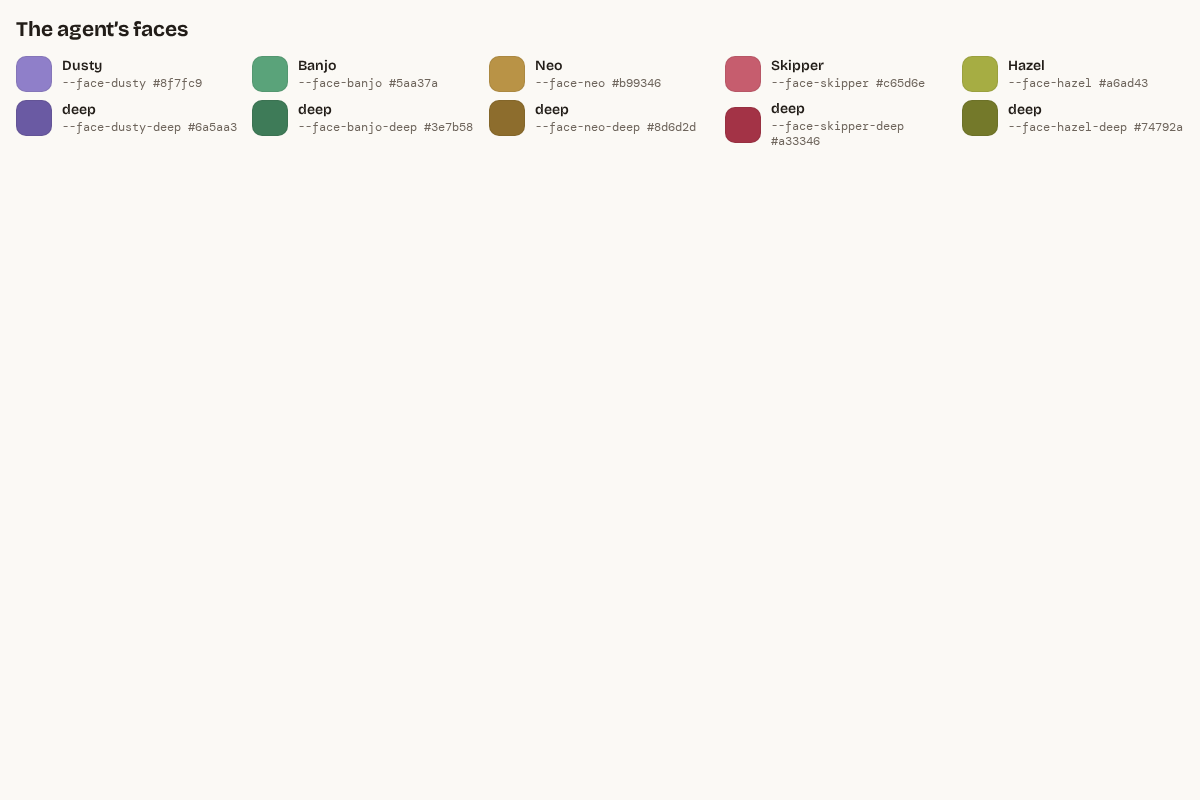 The agent's faces
Dusty
--face-dusty #8f7fc9
Banjo
--face-banjo #5aa37a
Neo
--face-neo #b99346
Skipper
--face-skipper #c65d6e
Hazel
--face-hazel #a6ad43
deep
--face-dusty-deep #6a5aa3
deep
--face-banjo-deep #3e7b58
deep
--face-neo-deep #8d6d2d
deep
--face-skipper-deep
#a33346
deep
--face-hazel-deep #74792a